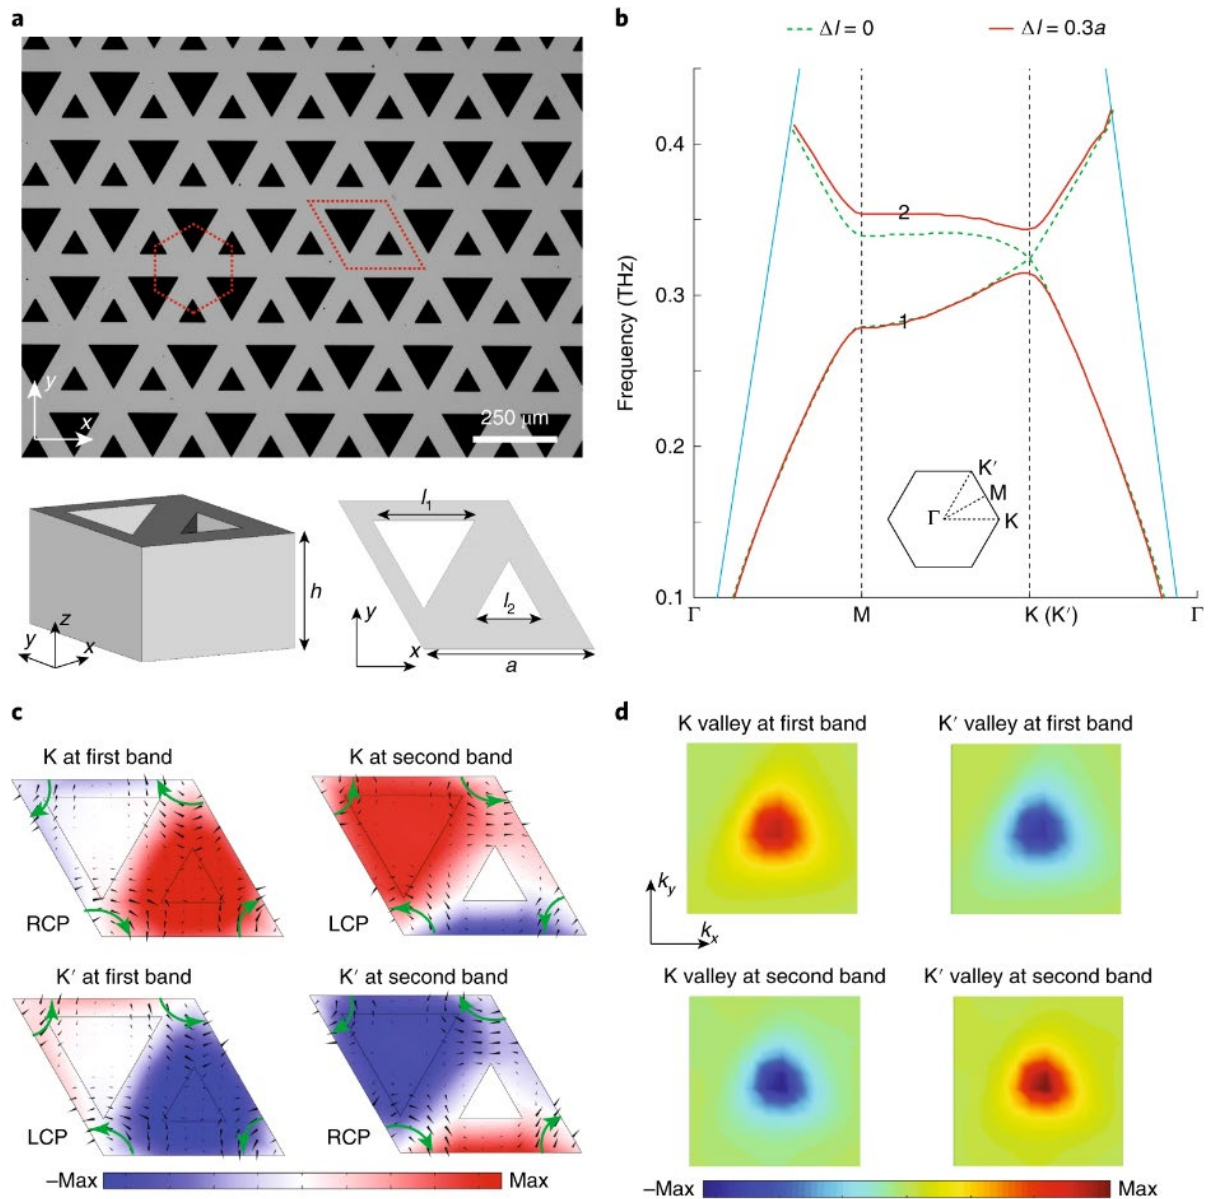 a
y
x
250 μm
h
z
y
x
l1
l2
y
x
a
b
Δl = 0
Δl = 0.3a
Frequency (THz)
0.4
0.3
0.2
0.1
2
1
K′
M
Γ
K
Γ
M
K (K′)
Γ
c
K at first band
K at second band
RCP
LCP
K′ at first band
K′ at second band
LCP
RCP
–Max
Max
d
K valley at first band
K′ valley at first band
ky
kx
K valley at second band
K′ valley at second band
–Max
Max